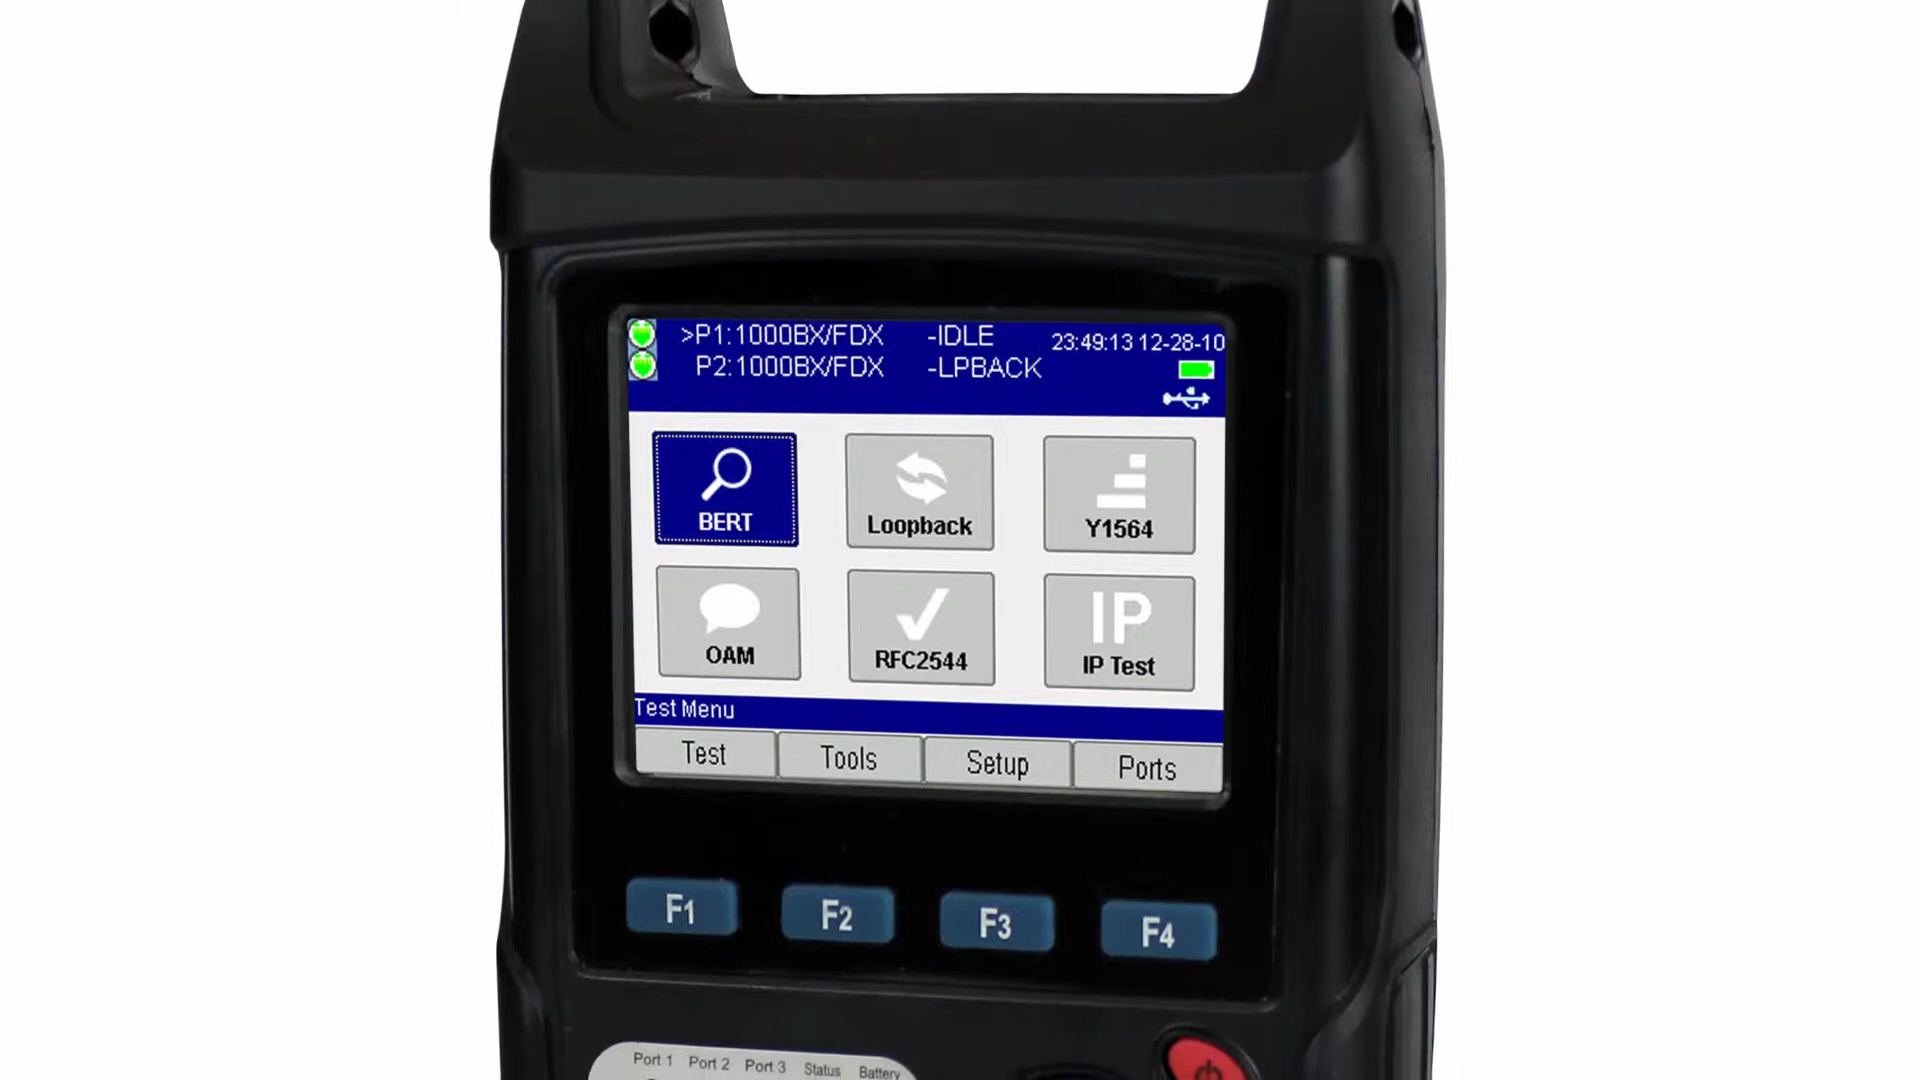 >P1:1000BX/FDX -IDLE 23:49:13 12-28-10
P2:1000BX/FDX -LPBACK
BERT Loopback Y1564
IP
OAM RFC2544 IP Test
Test Menu
Test Tools Setup Ports
F1 F2 F3 F4
Port 1 Port 2 Port 3 Status Battery